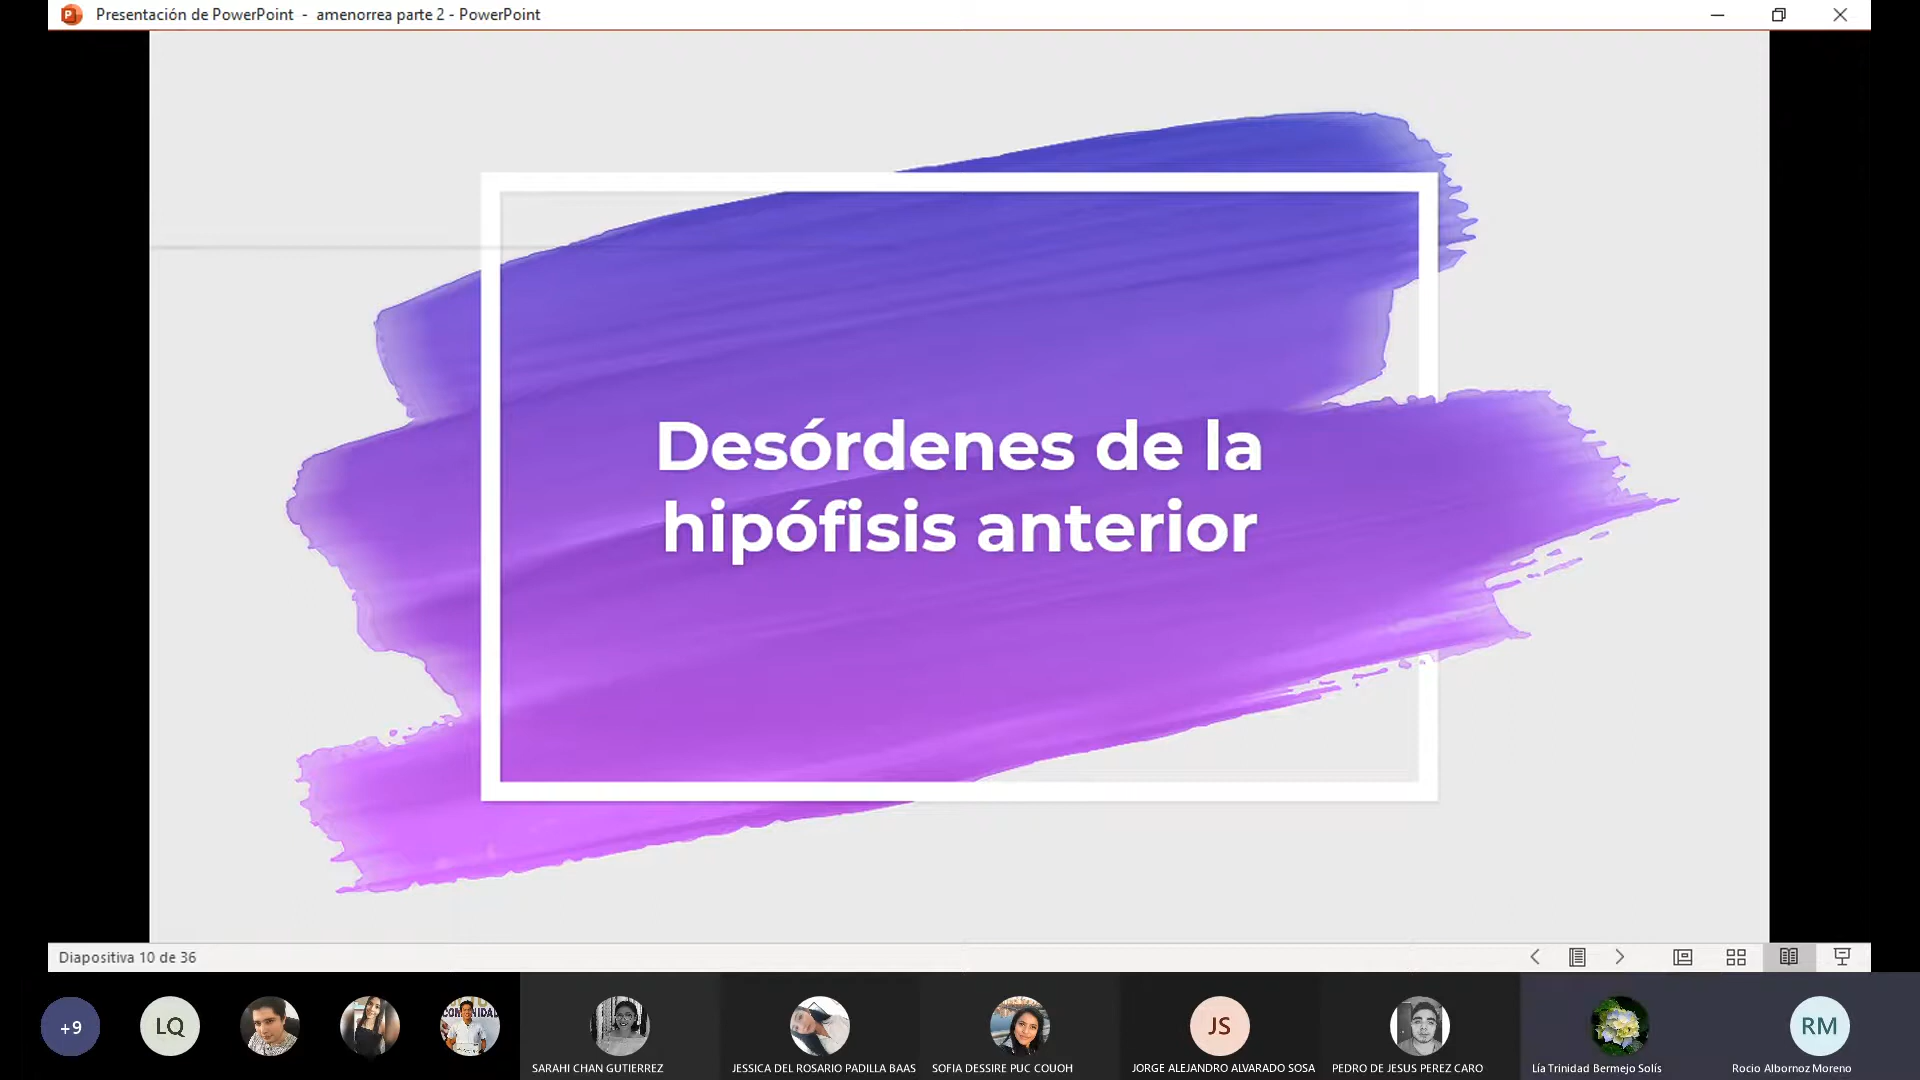 Presentación de PowerPoint - amenorrea parte 2 - PowerPoint
Desórdenes de la
hipófisis anterior
Diapositiva 10 de 36
+9
LQ
COMUNIDAD
JS
RM
SARAHI CHAN GUTIERREZ
JESSICA DEL ROSARIO PADILLA BAAS
SOFIA DESSIRE PUC COUOH
JORGE ALEJANDRO ALVARADO SOSA
PEDRO DE JESUS PEREZ CARO
Lía Trinidad Bermejo Solís
Rocio Albornoz Moreno